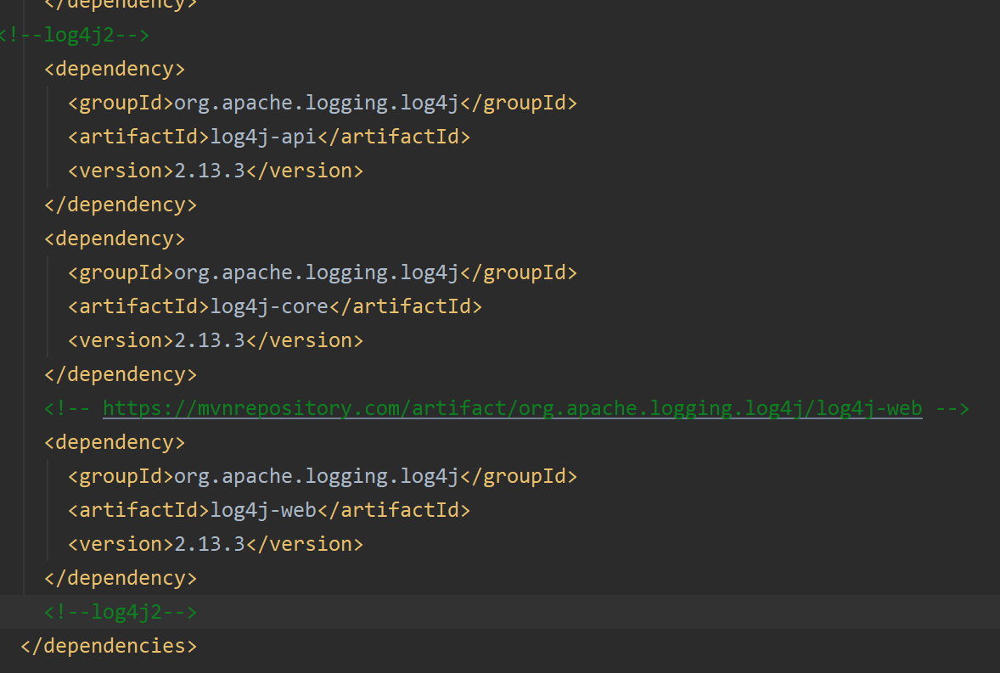 </dependency>
<!--log4j2-->
<dependency>
<groupId>org.apache.logging.log4j</groupId>
<artifactId>log4j-api</artifactId>
<version>2.13.3</version>
</dependency>
<dependency>
<groupId>org.apache.logging.log4j</groupId>
<artifactId>log4j-core</artifactId>
<version>2.13.3</version>
</dependency>
<!-- https://mvnrepository.com/artifact/org.apache.logging.log4j/log4j-web -->
<dependency>
<groupId>org.apache.logging.log4j</groupId>
<artifactId>log4j-web</artifactId>
<version>2.13.3</version>
</dependency>
<!--log4j2-->
</dependencies>